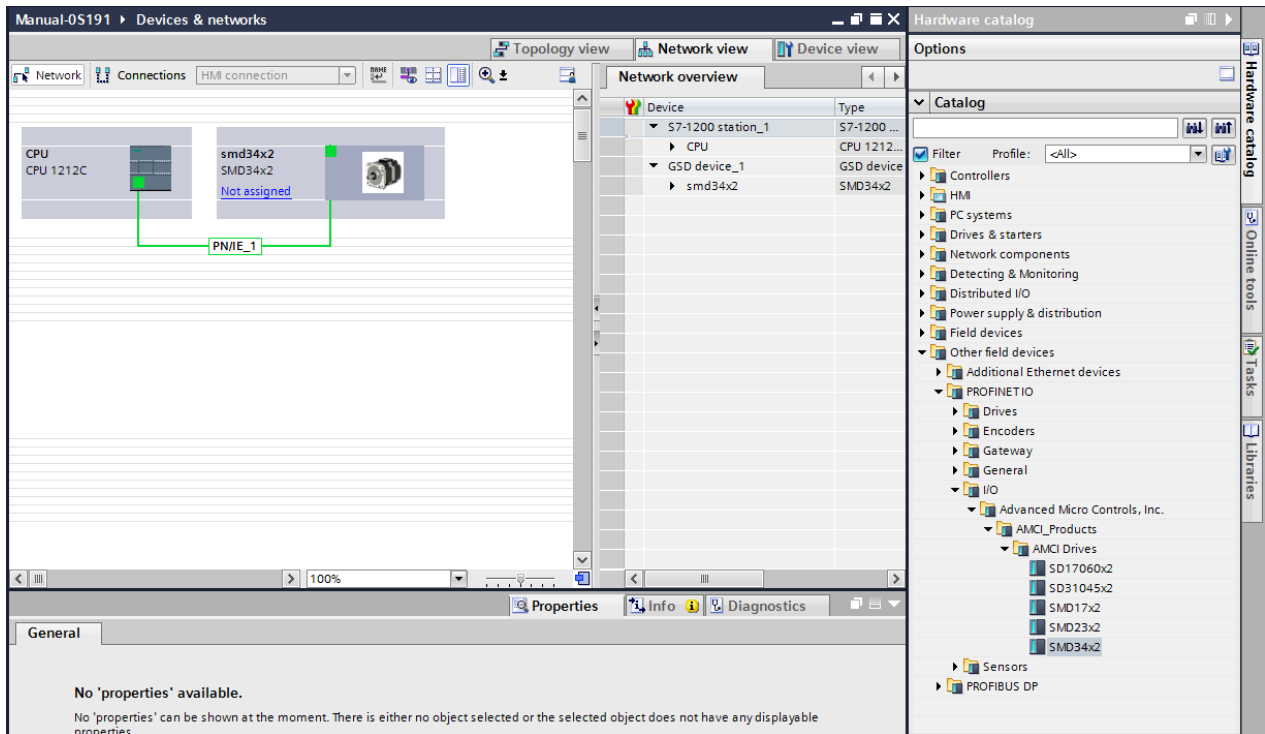 Manual-0S191 ▸ Devices & networks
Topology view
Network view
Device view
Network
Connections
HMI connection
CPU
CPU 1212C
smd34x2
SMD34x2
Not assigned
PN/IE_1
100%
Network overview
Device
Type
S7-1200 station_1
S7-1200 ...
CPU
CPU 1212...
GSD device_1
GSD device
smd34x2
SMD34x2
Properties
Info
Diagnostics
General
No 'properties' available.
No 'properties' can be shown at the moment. There is either no object selected or the selected object does not have any displayable
properties
Hardware catalog
Options
Catalog
Filter
Profile:
<All>
Controllers
HMI
PC systems
Drives & starters
Network components
Detecting & Monitoring
Distributed I/O
Power supply & distribution
Field devices
Other field devices
Additional Ethernet devices
PROFINET IO
Drives
Encoders
Gateway
General
I/O
Advanced Micro Controls, Inc.
AMCI_Products
AMCI Drives
SD17060x2
SD31045x2
SMD17x2
SMD23x2
SMD34x2
Sensors
PROFIBUS DP
Hardware catalog
Online tools
Tasks
Libraries